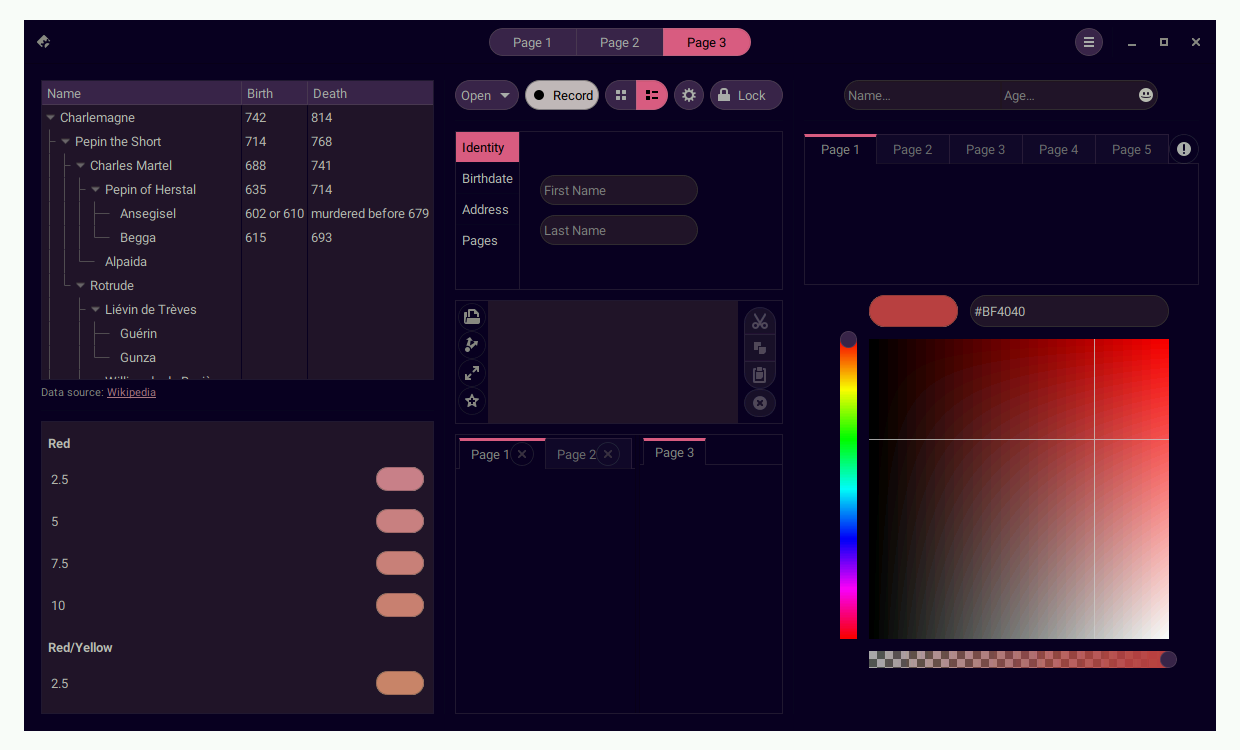 Page 1 Page 2 Page 3
Name Birth Death
Charlemagne 742 814
Pepin the Short 714 768
Charles Martel 688 741
Pepin of Herstal 635 714
Ansegisel 602 or 610 murdered before 679
Begga 615 693
Alpaida
Rotrude
Liévin de Trèves
Guérin
Gunza
Data source: Wikipedia
Red
2.5
5
7.5
10
Red/Yellow
2.5
Open Record Lock
Identity
Birthdate
Address
Pages
First Name
Last Name
Page 1 Page 2 Page 3
Name... Age...
Page 1 Page 2 Page 3 Page 4 Page 5
#BF4040